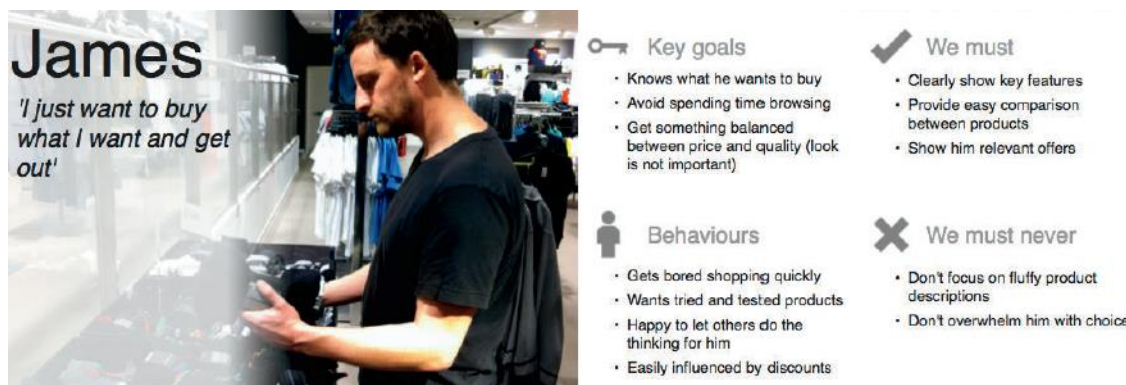 James
'I just want to buy
what I want and get
out'
Key goals
• Knows what he wants to buy
• Avoid spending time browsing
• Get something balanced
between price and quality (look
is not important)
We must
• Clearly show key features
• Provide easy comparison
between products
• Show him relevant offers
Behaviours
• Gets bored shopping quickly
• Wants tried and tested products
• Happy to let others do the
thinking for him
• Easily influenced by discounts
We must never
• Don't focus on fluffy product
descriptions
• Don't overwhelm him with choice